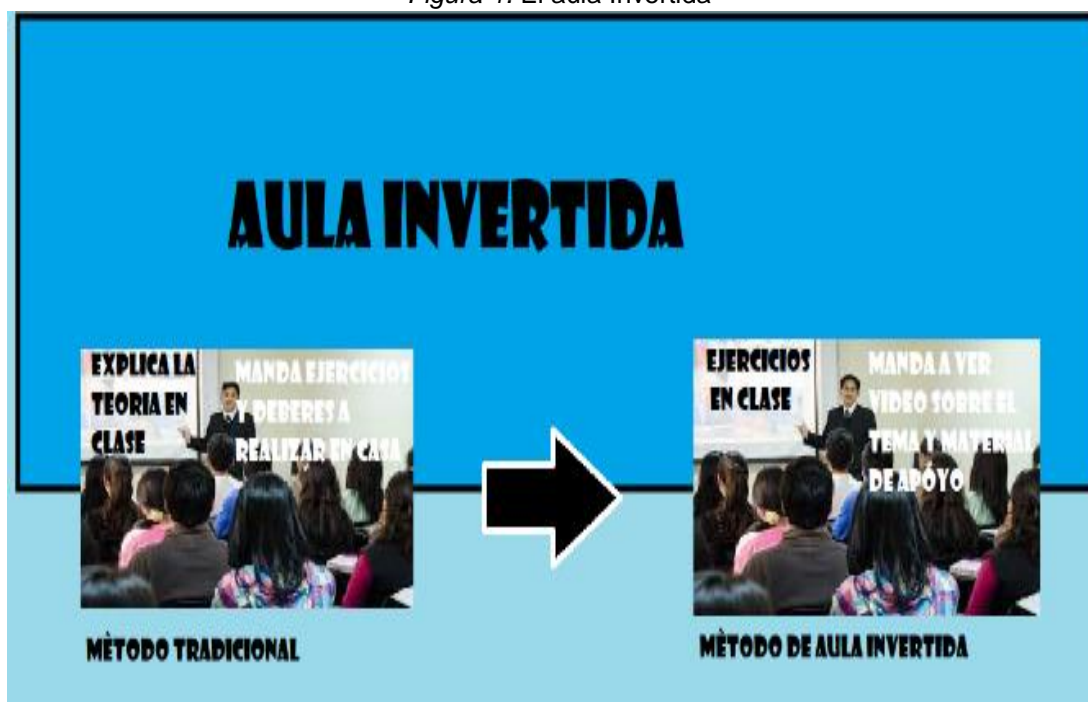 Figura 4. El aula Invertida
AULA INVERTIDA
EXPLICA LA
TEORIA EN
CLASE
MANDA EJERCICIOS
Y DEBERES A
REALIZAR EN CASA
EJERCICIOS
EN CLASE
MANDA A VER
VIDEO SOBRE EL
TEMA Y MATERIAL
DE APÓYO
MÈTODO TRADICIONAL
MÈTODO DE AULA INVERTIDA